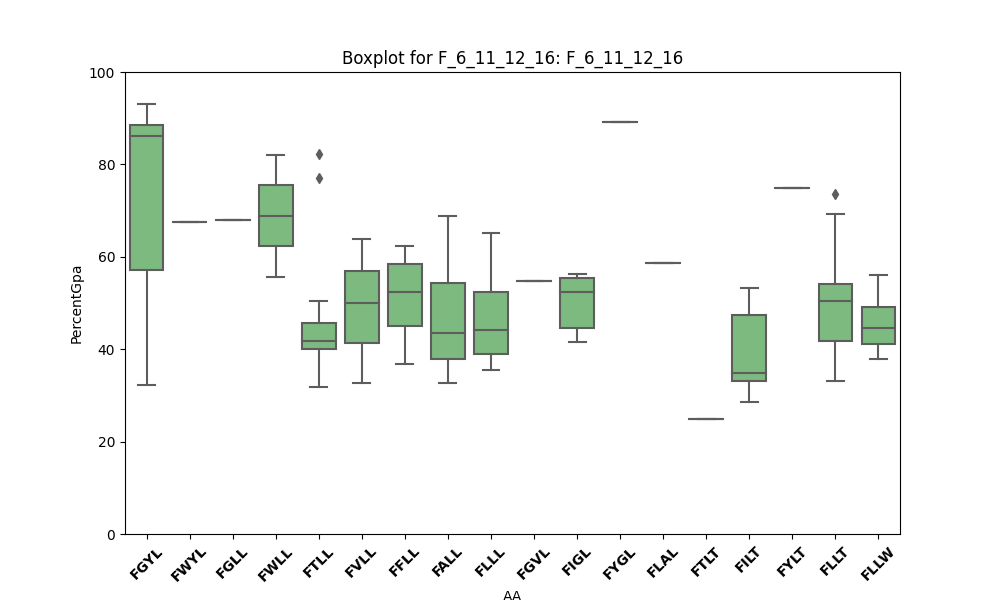 Boxplot for F_6_11_12_16: F_6_11_12_16
PercentGpa
100
80
60
40
20
0
FGYL FWYL FGLL FWLL FTLL FVLL FFLL FALL FLLL FGVL FIGL FYGL FLAL FTLT FILT FYLT FLLT FLLW
AA